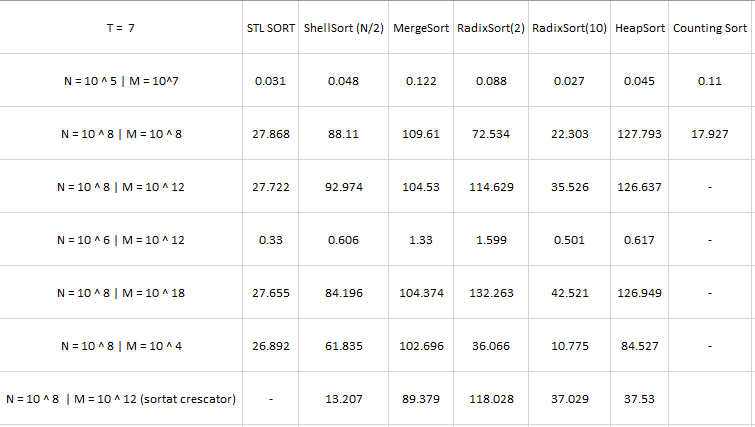 T = 7 STL SORT ShellSort (N/2) MergeSort RadixSort(2) RadixSort(10) HeapSort Counting Sort
N = 10 ^ 5 | M = 10^7 0.031 0.048 0.122 0.088 0.027 0.045 0.11
N = 10 ^ 8 | M = 10 ^ 8 27.868 88.11 109.61 72.534 22.303 127.793 17.927
N = 10 ^ 8 | M = 10 ^ 12 27.722 92.974 104.53 114.629 35.526 126.637 -
N = 10 ^ 6 | M = 10 ^ 12 0.33 0.606 1.33 1.599 0.501 0.617 -
N = 10 ^ 8 | M = 10 ^ 18 27.655 84.196 104.374 132.263 42.521 126.949 -
N = 10 ^ 8 | M = 10 ^ 4 26.892 61.835 102.696 36.066 10.775 84.527 -
N = 10 ^ 8 | M = 10 ^ 12 (sortat crescator) - 13.207 89.379 118.028 37.029 37.53